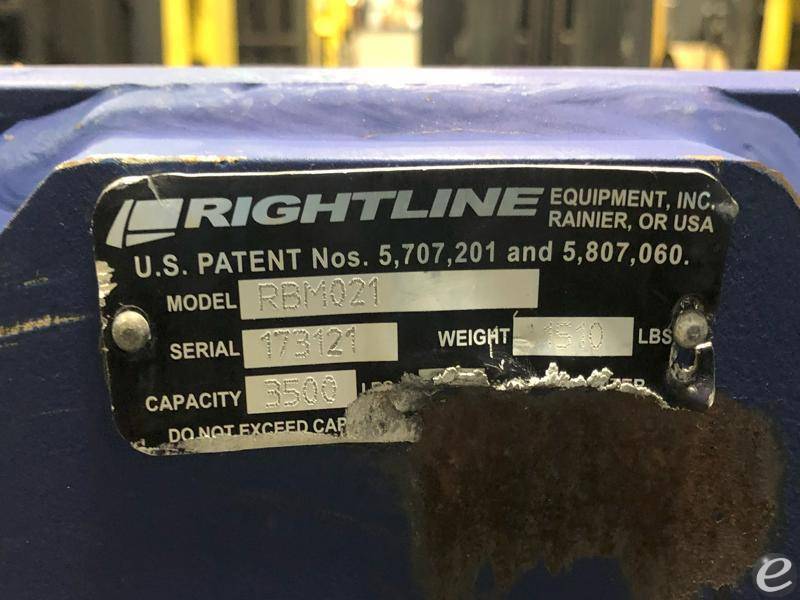 RIGHTLINE EQUIPMENT, INC.
RAINIER, OR USA
U.S. PATENT Nos. 5,707,201 and 5,807,060.
MODEL RBM021
SERIAL 173121 WEIGHT 1510 LBS
CAPACITY 3500
DO NOT EXCEED
e